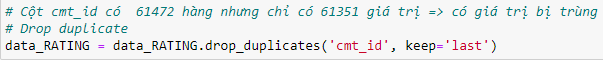 # Cột cmt_id có  61472 hàng nhưng chỉ có 61351 giá trị => có giá trị bị trùng
# Drop duplicate
data_RATING = data_RATING.drop_duplicates('cmt_id', keep='last')